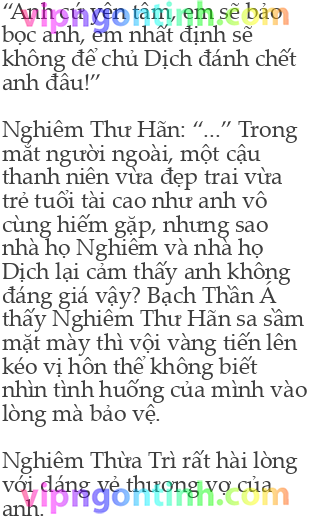 “Anh cứ yên tâm, em sẽ bảo
bọc anh, em nhất định sẽ
không để chủ Dịch đánh chết
anh đâu!”
Nghiêm Thư Hãn: “...” Trong
mắt người ngoài, một cậu
thanh niên vừa đẹp trai vừa
trẻ tuổi tài cao như anh vô
cùng hiếm gặp, nhưng sao
nhà họ Nghiêm và nhà họ
Dịch lại cảm thấy anh không
đáng giá vậy? Bạch Thần Á
thấy Nghiêm Thư Hãn sa sầm
mặt mày thì vội vàng tiến lên
kéo vị hôn thể không biết
nhìn tình huống của mình vào
lòng mà bảo vệ.
Nghiêm Thừa Trì rất hài lòng
với dáng vẻ thương vợ của
anh.
vipngontinh.com
vipngontinh.com